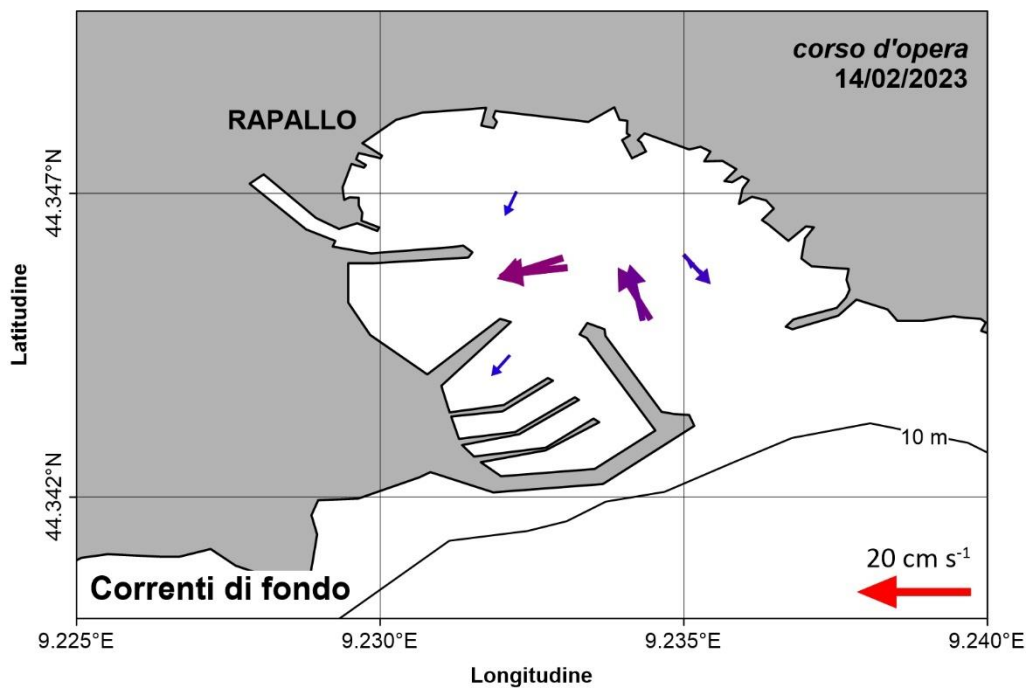 corso d'opera
14/02/2023
RAPALLO
44.347°N
Latitudine
44.342°N
10 m
20 cm s⁻¹
Correnti di fondo
9.225°E
9.230°E
9.235°E
9.240°E
Longitudine